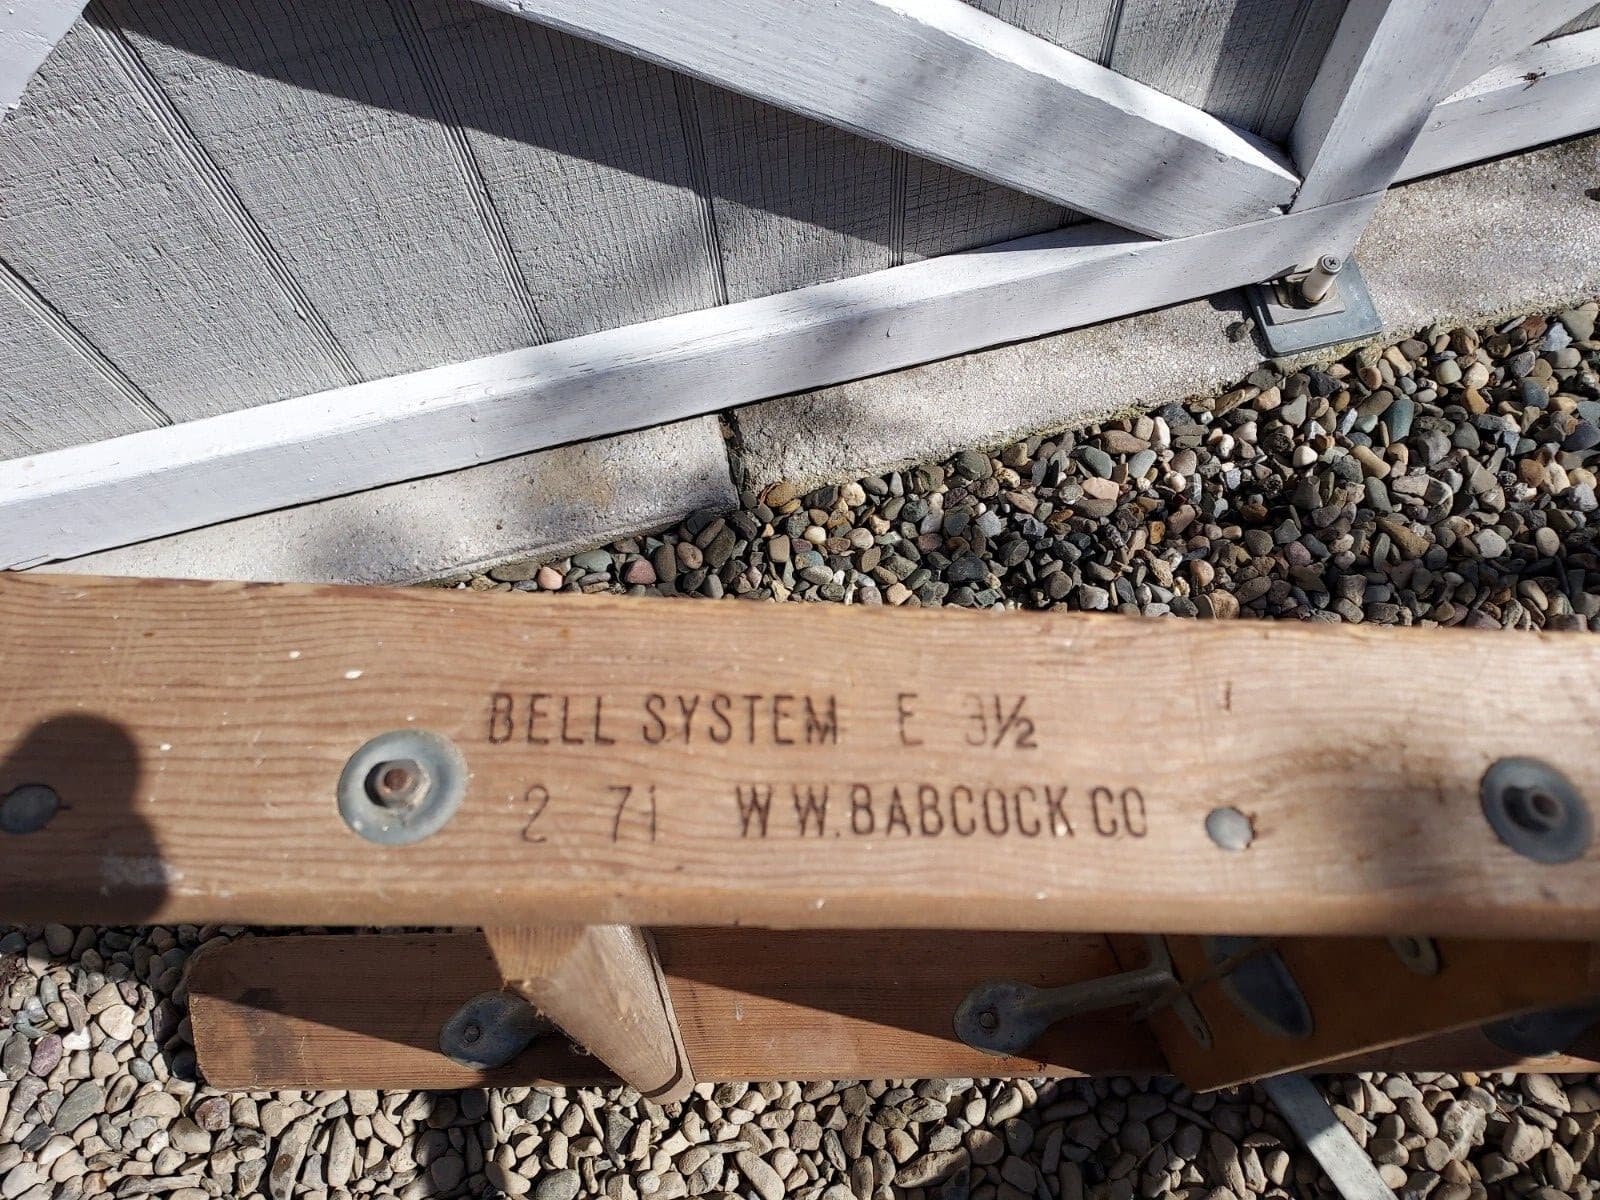 BELL SYSTEM E 3½
2 71 W W. BABCOCK CO